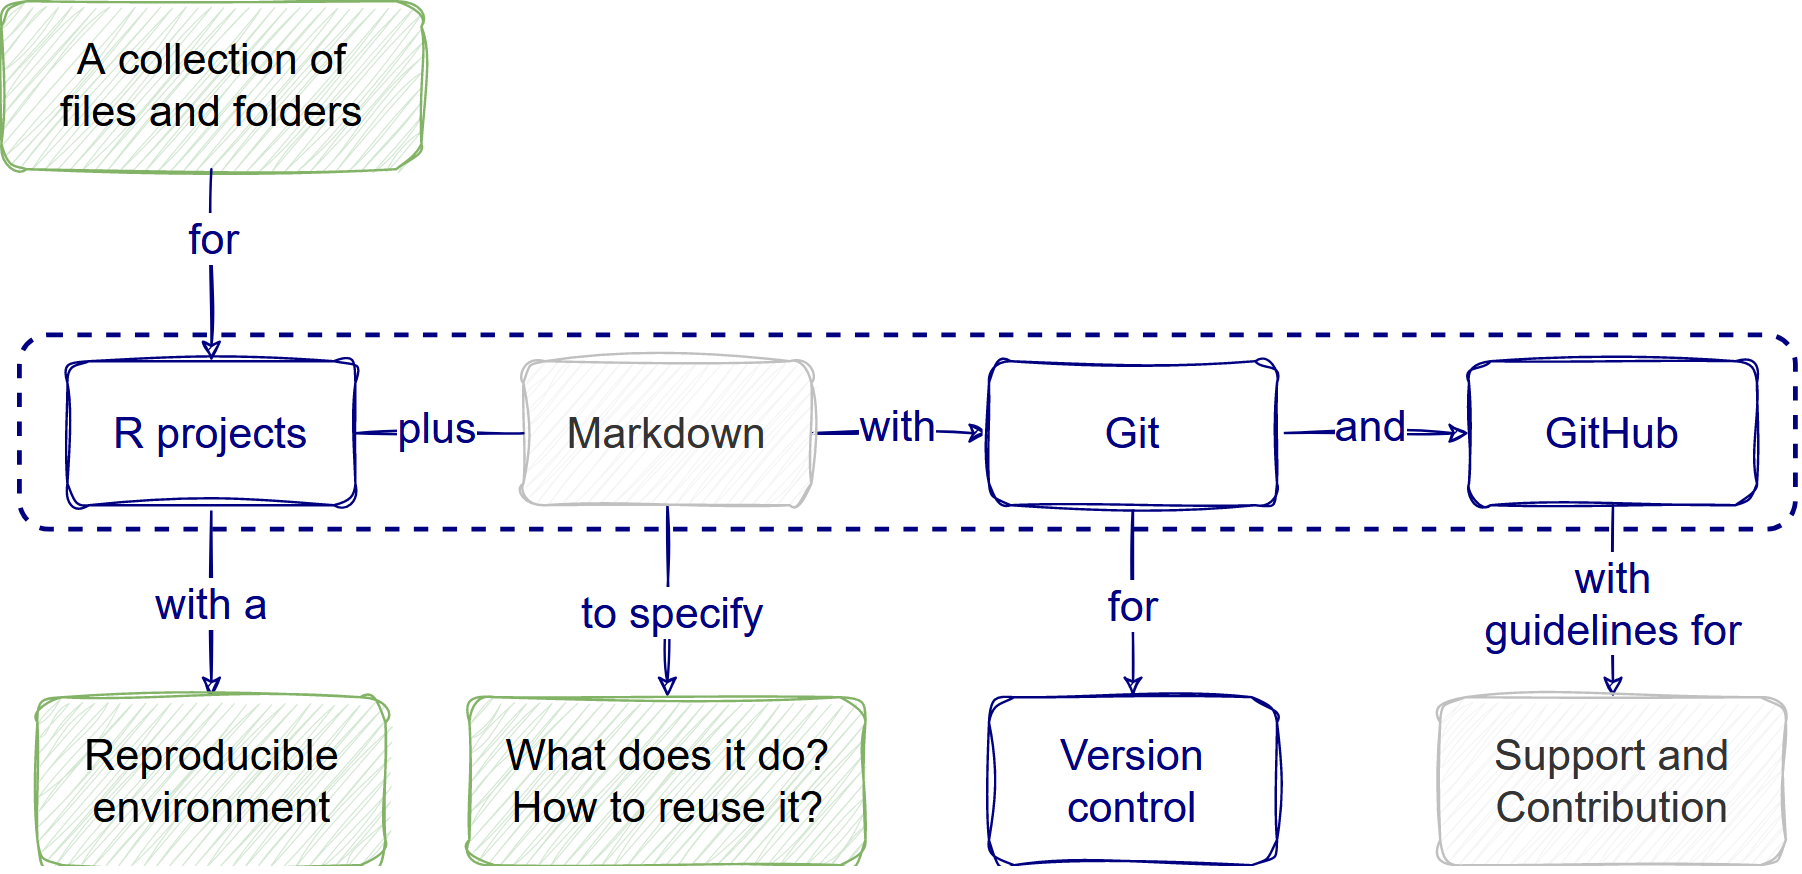 A collection of
files and folders
for
R projects
plus
Markdown
with
Git
and
GitHub
with a
to specify
for
with
guidelines for
Reproducible
environment
What does it do?
How to reuse it?
Version
control
Support and
Contribution